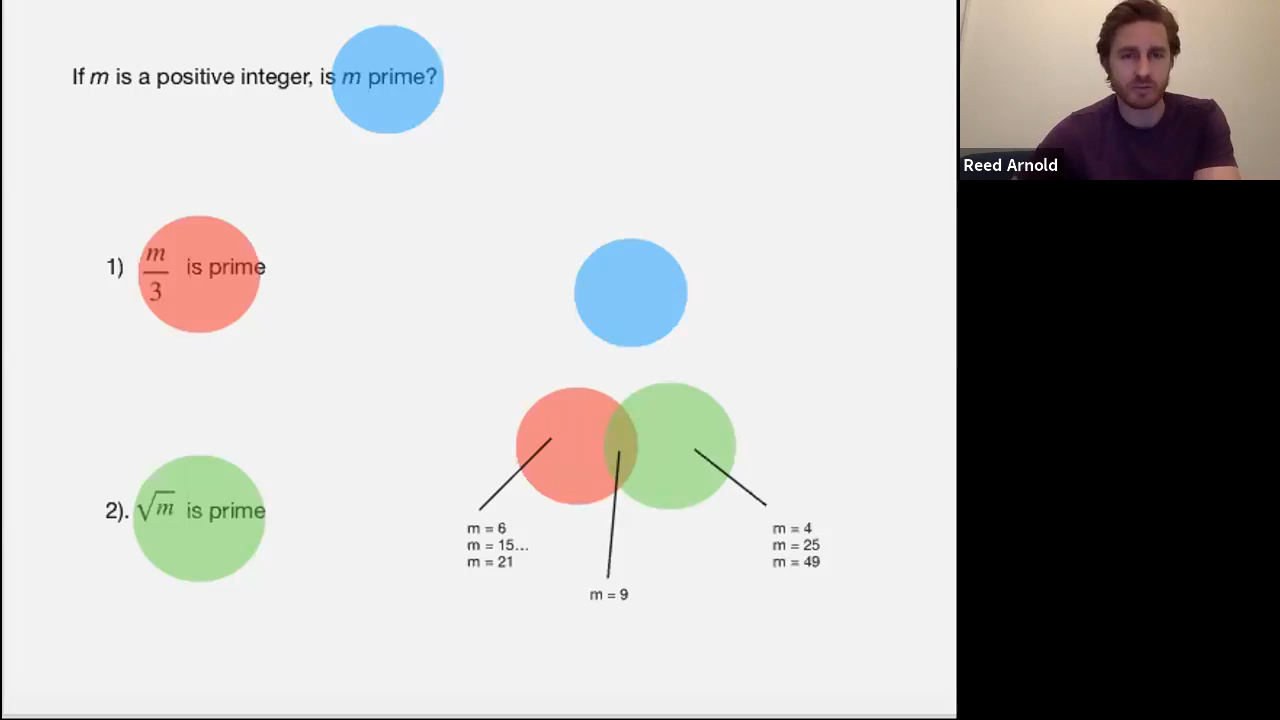 If m is a positive integer, is m prime?
1) m/3 is prime
2). √m is prime
m = 6
m = 15...
m = 21
m = 9
m = 4
m = 25
m = 49
Reed Arnold